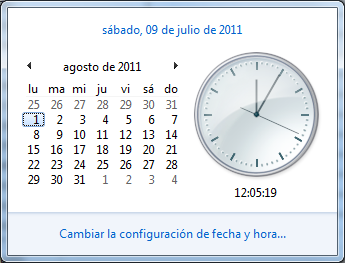 sábado, 09 de julio de 2011
agosto de 2011
lu ma mi ju vi sá do
25 26 27 28 29 30 31
1 2 3 4 5 6 7
8 9 10 11 12 13 14
15 16 17 18 19 20 21
22 23 24 25 26 27 28
29 30 31 1 2 3 4
12:05:19
Cambiar la configuración de fecha y hora...